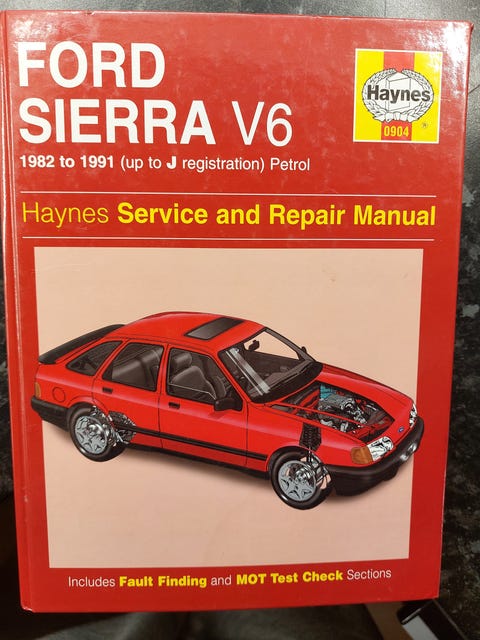 FORD
SIERRA V6
Haynes
0904
®
1982 to 1991 (up to J registration) Petrol
Haynes Service and Repair Manual
Includes Fault Finding and MOT Test Check Sections